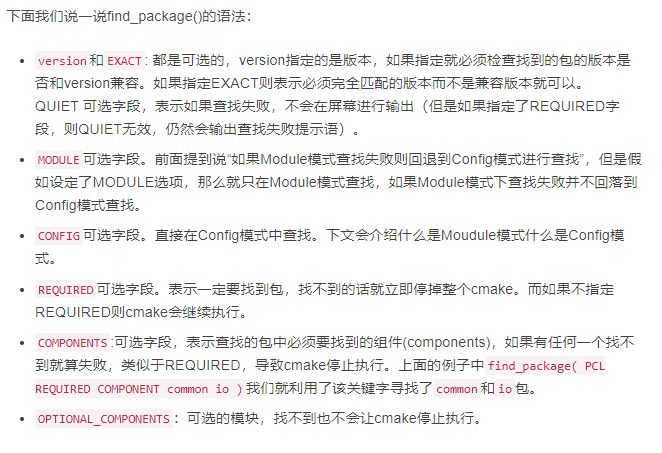 下面我们说一说find_package()的语法：
version和 EXACT: 都是可选的，version指定的是版本，如果指定就必须检查找到的包的版本是
否和version兼容。如果指定EXACT则表示必须完全匹配的版本而不是兼容版本就可以。
QUIET 可选字段，表示如果查找失败，不会在屏幕进行输出（但是如果指定了REQUIRED字
段，则QUIET无效，仍然会输出查找失败提示语）。
MODULE 可选字段。前面提到说“如果Module模式查找失败则回退到Config模式进行查找”，但是假
如设定了MODULE选项，那么就只在Module模式查找，如果Module模式下查找失败并不回落到
Config模式查找。
CONFIG 可选字段。直接在Config模式中查找。下文会介绍什么是Moudule模式什么是Config模
式。
REQUIRED 可选字段。表示一定要找到包，找不到的话就立即停掉整个cmake。而如果不指定
REQUIRED则cmake会继续执行。
COMPONENTS :可选字段，表示查找的包中必须要找到的组件(components)，如果有任何一个找不
到就算失败，类似于REQUIRED，导致cmake停止执行。上面的例子中 find_package( PCL
REQUIRED COMPONENT common io ) 我们就利用了该关键字寻找了 common 和 io 包。
OPTIONAL_COMPONENTS ：可选的模块，找不到也不会让cmake停止执行。